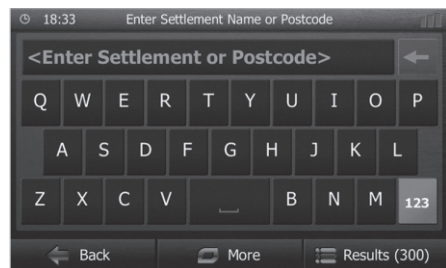 18:33 Enter Settlement Name or Postcode
<Enter Settlement or Postcode>
Q W E R T Y U I O P
A S D F G H J K L
Z X C V B N M 123
Back More Results (300)